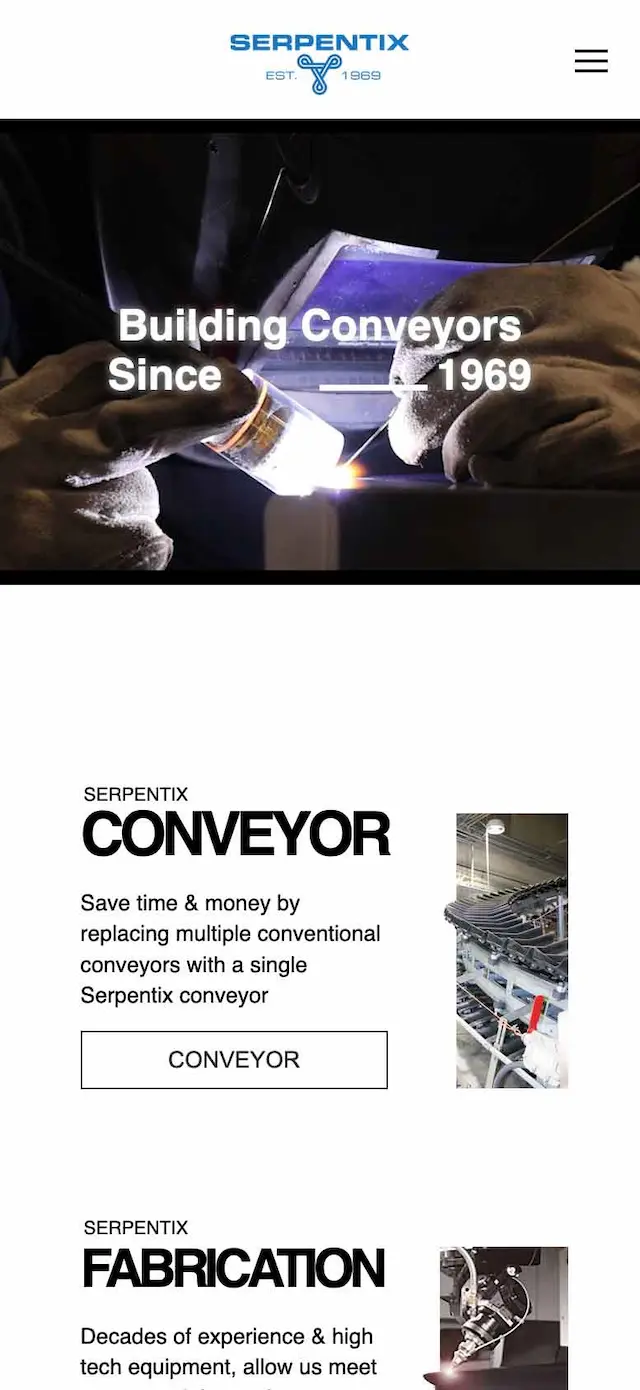 SERPENTIX
EST. 1969
Building Conveyors
Since 1969
SERPENTIX
CONVEYOR
Save time & money by
replacing multiple conventional
conveyors with a single
Serpentix conveyor
CONVEYOR
SERPENTIX
FABRICATION
Decades of experience & high
tech equipment, allow us meet